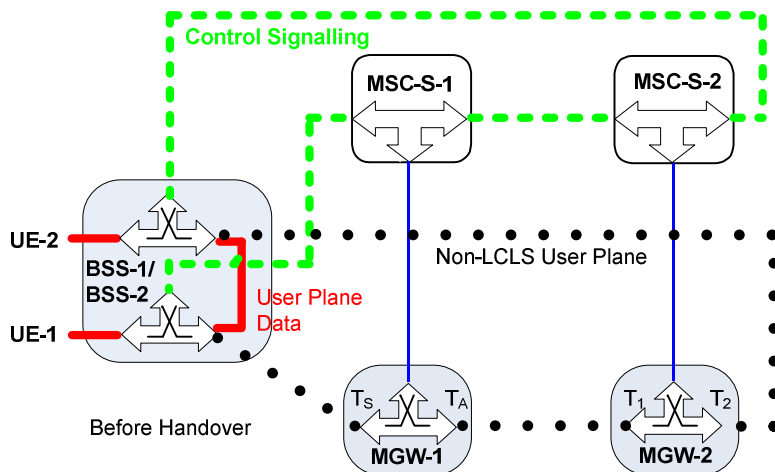 Control Signalling
MSC-S-1
MSC-S-2
UE-2
BSS-1/
BSS-2
Non-LCLS User Plane
User Plane
Data
UE-1
Before Handover
TS
TA
T1
T2
MGW-1
MGW-2